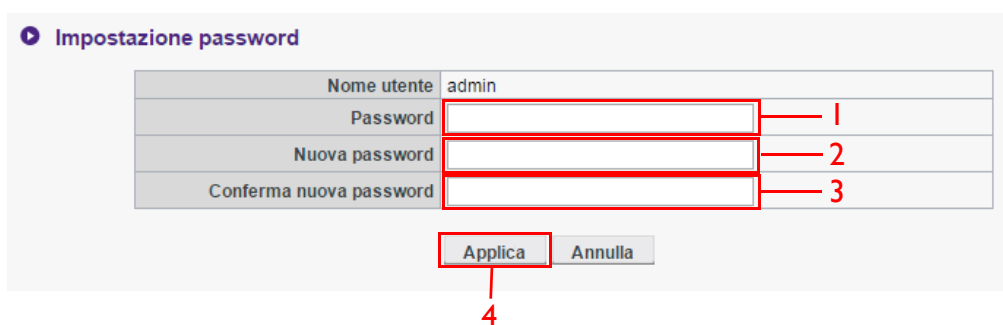 Impostazione password
Nome utente admin
Password 1
Nuova password 2
Conferma nuova password 3
Applica Annulla
4